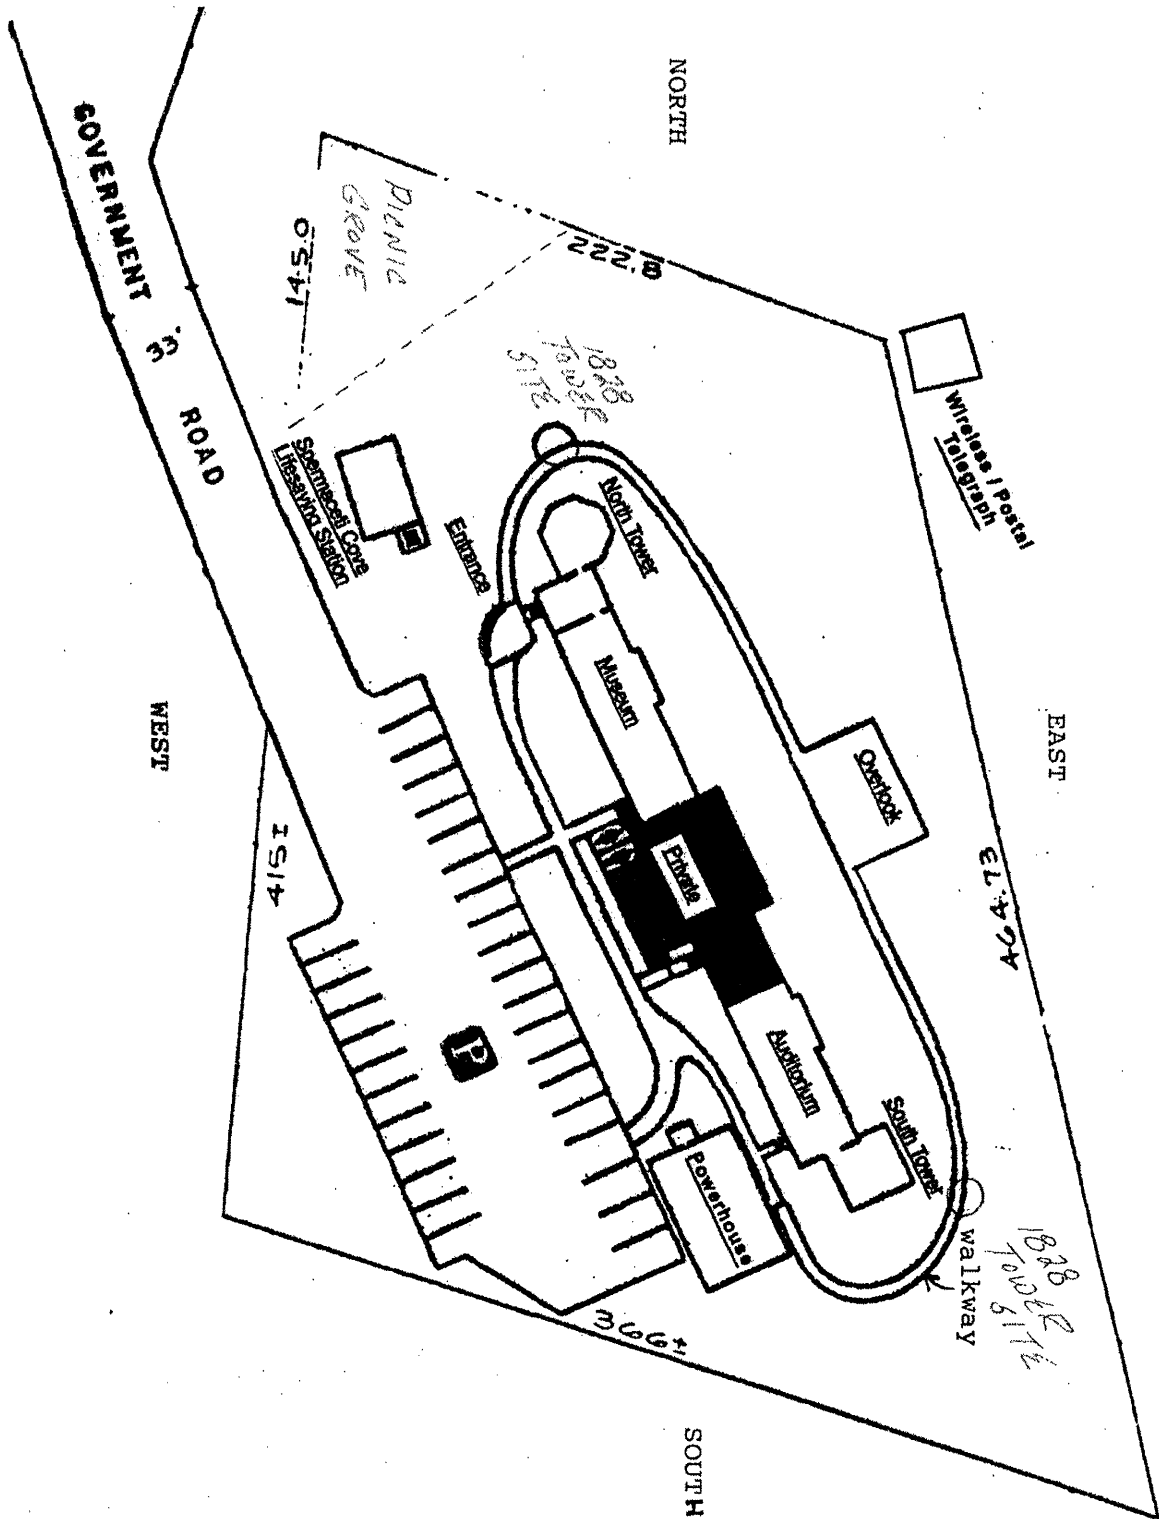 NORTH
GOVERNMENT 33' ROAD
PICNIC
GROVE
145.0
222.8
1828
TOWER
SITE
Wireless / Postal
Telegraph
Spermaceti Cove
Lifesaving Station
Entrance
North Tower
Museum
EAST
WEST
Overlook
Private
464.73
415I
P
Auditorium
South Tower
Powerhouse
walkway
1828
TOWER
SITE
366±
SOUTH